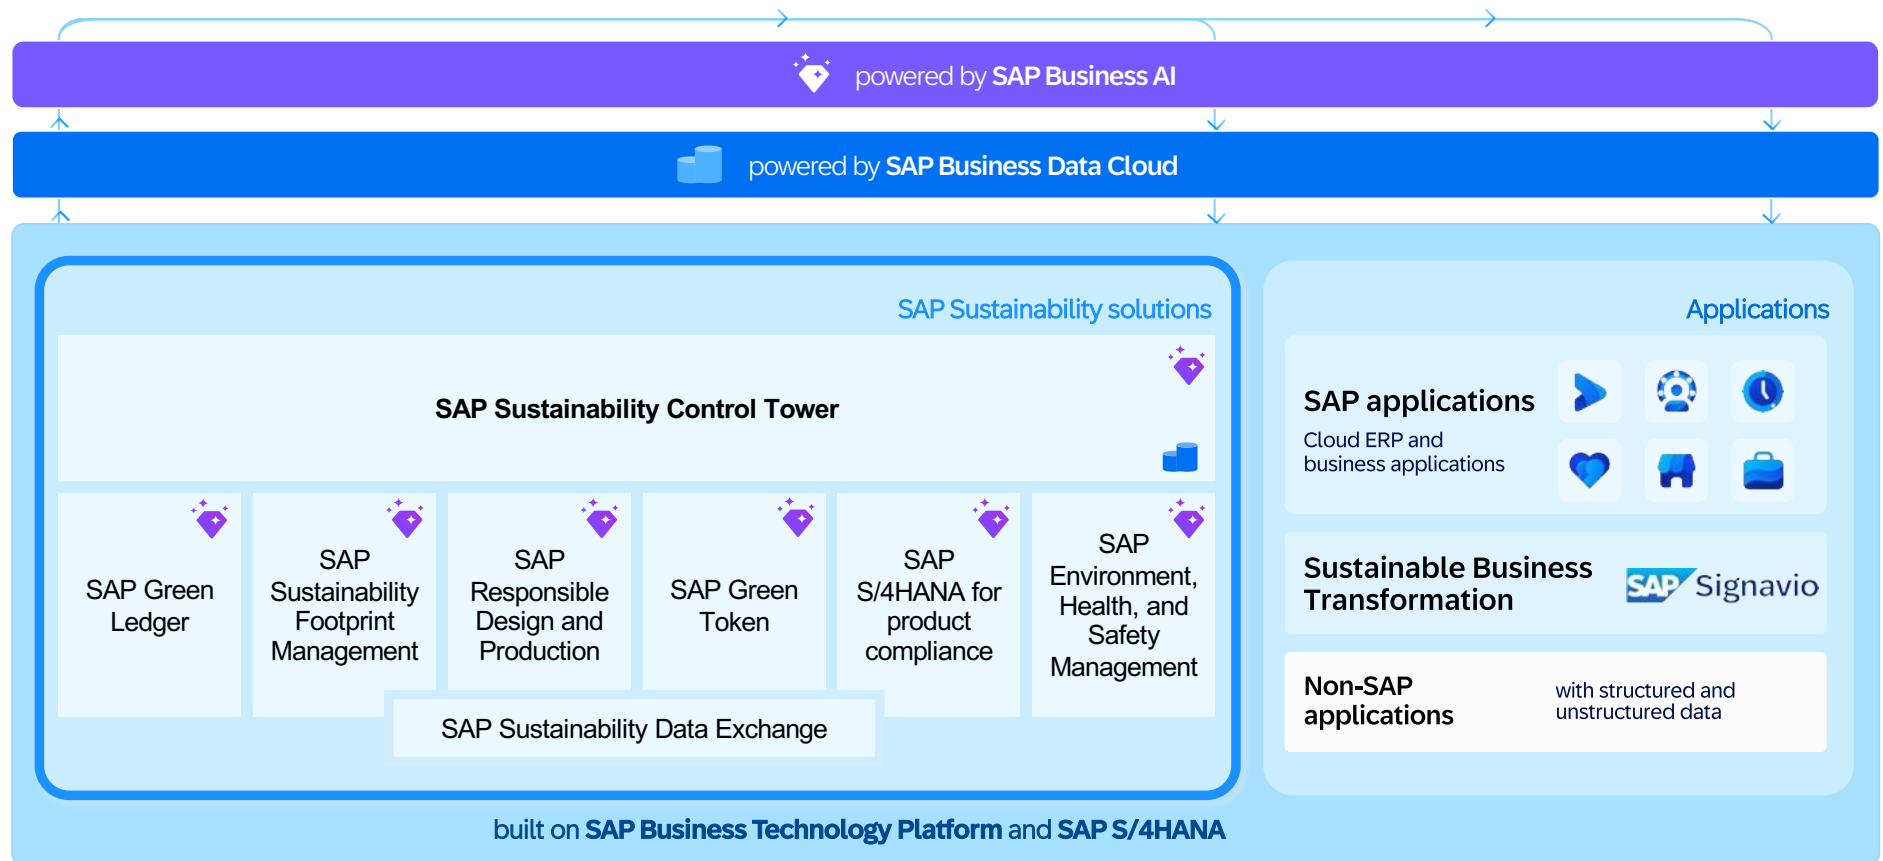 powered by SAP Business AI
powered by SAP Business Data Cloud
SAP Sustainability solutions
SAP Sustainability Control Tower
SAP Green
Ledger
SAP
Sustainability
Footprint
Management
SAP
Responsible
Design and
Production
SAP Green
Token
SAP
S/4HANA for
product
compliance
SAP
Environment,
Health, and
Safety
Management
SAP Sustainability Data Exchange
Applications
SAP applications
Cloud ERP and
business applications
Sustainable Business
Transformation
SAP Signavio
Non-SAP
applications
with structured and
unstructured data
built on SAP Business Technology Platform and SAP S/4HANA